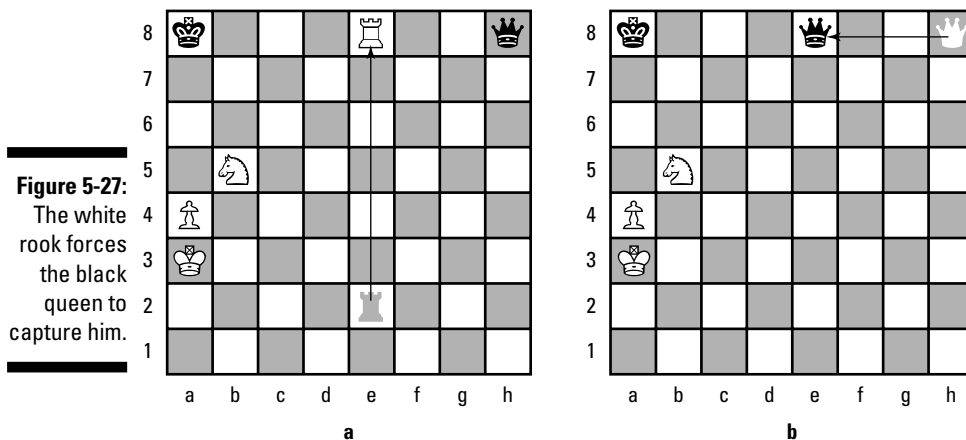 Figure 5-27:
The white
rook forces
the black
queen to
capture him.
8
7
6
5
4
3
2
1
a b c d e f g h
a
8
7
6
5
4
3
2
1
a b c d e f g h
b